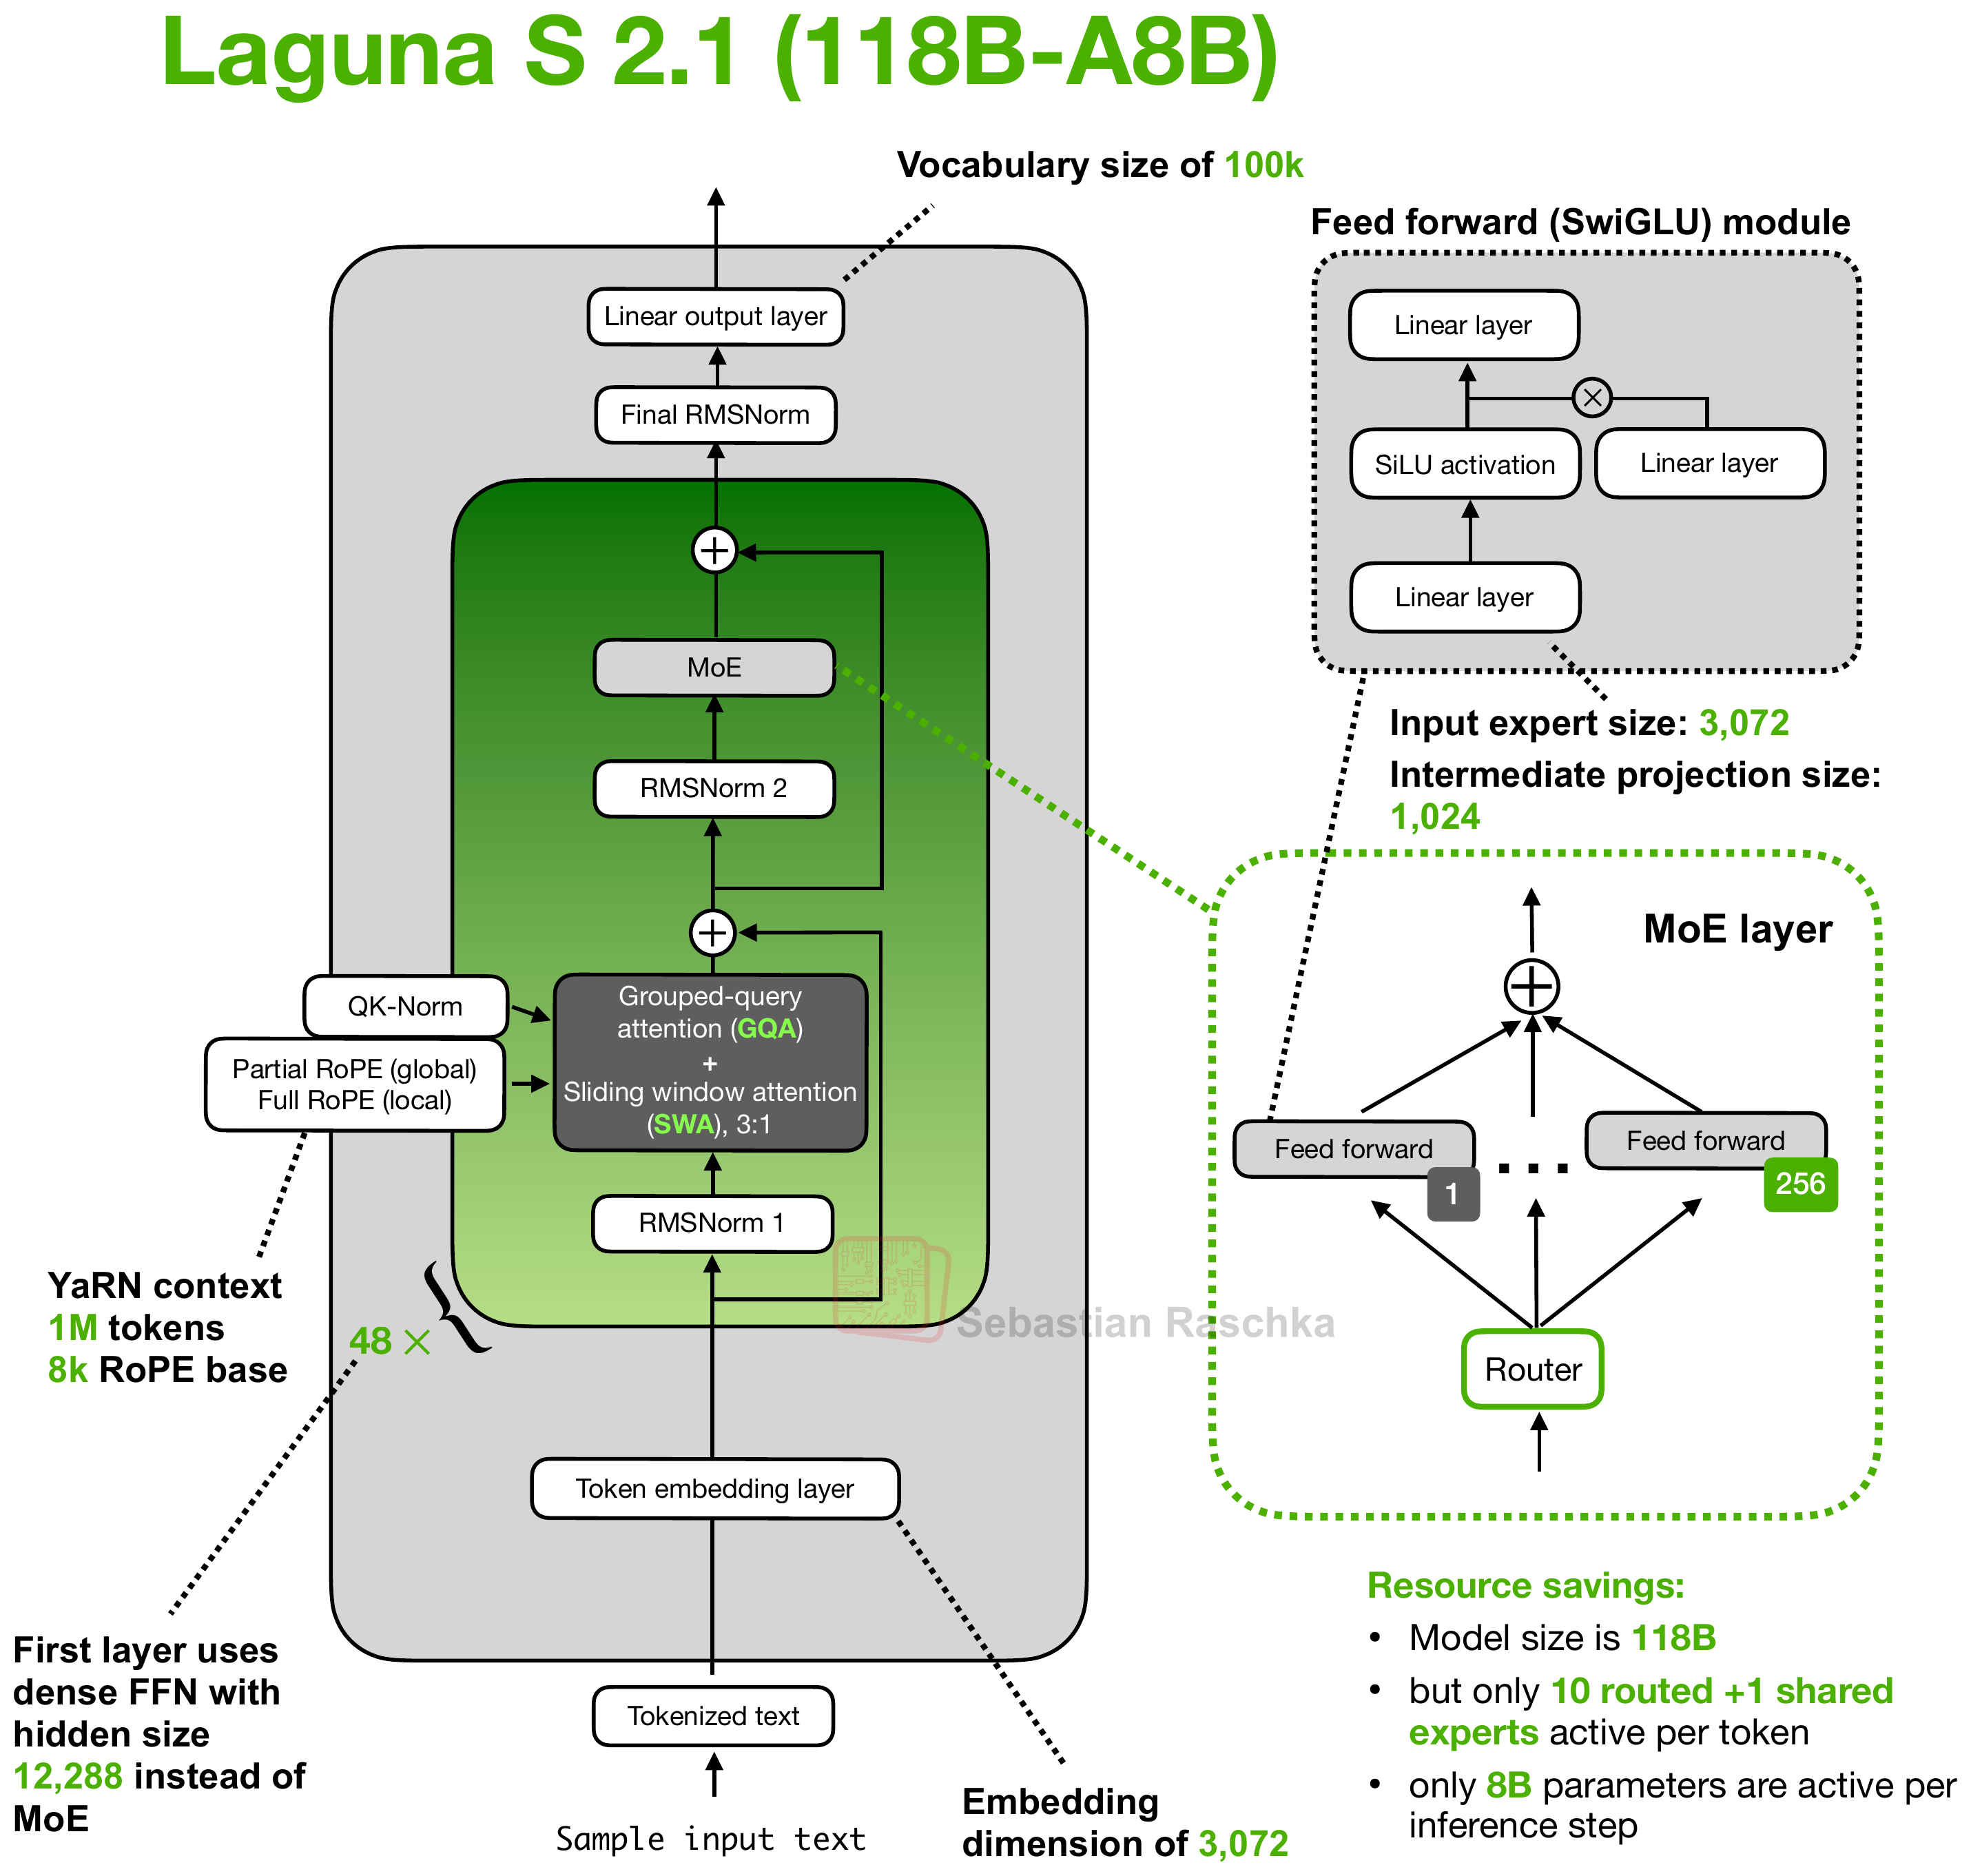 Laguna S 2.1 (118B-A8B)
Vocabulary size of 100k
Linear output layer
Final RMSNorm
MoE
RMSNorm 2
QK-Norm
Partial RoPE (global)
Full RoPE (local)
Grouped-query
attention (GQA)
+
Sliding window attention
(SWA), 3:1
RMSNorm 1
YaRN context
1M tokens
8k RoPE base
48 ×
Token embedding layer
First layer uses
dense FFN with
hidden size
12,288 instead of
MoE
Tokenized text
Sample input text
Embedding
dimension of 3,072
Sebastian Raschka
Feed forward (SwiGLU) module
Linear layer
SiLU activation
Linear layer
Linear layer
Input expert size: 3,072
Intermediate projection size:
1,024
MoE layer
Feed forward
1
. . .
Feed forward
256
Router
Resource savings:
• Model size is 118B
• but only 10 routed +1 shared
experts active per token
• only 8B parameters are active per
inference step